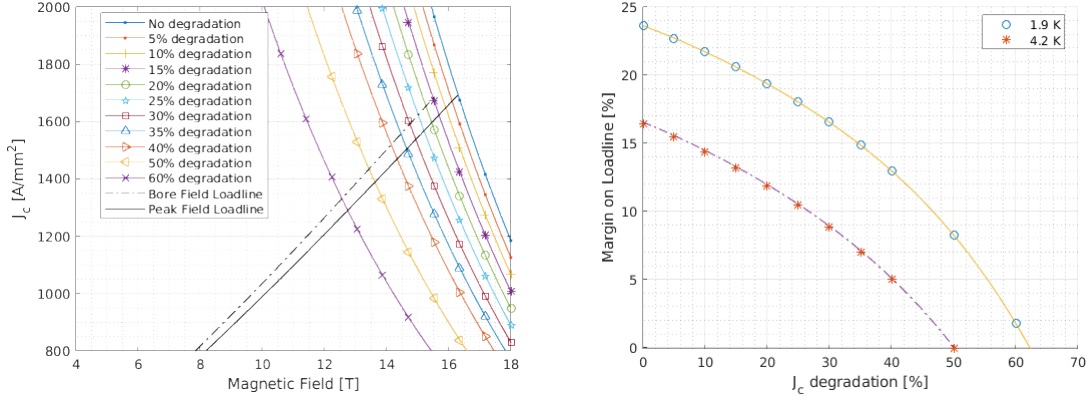 No degradation
5% degradation
10% degradation
15% degradation
20% degradation
25% degradation
30% degradation
35% degradation
40% degradation
50% degradation
60% degradation
Bore Field Loadline
Peak Field Loadline
2000
1800
1600
1400
1200
1000
800
J_c [A/mm²]
4 6 8 10 12 14 16 18
Magnetic Field [T]
1.9 K
4.2 K
25
20
15
10
5
0
Margin on Loadline [%]
0 10 20 30 40 50 60 70
J_c degradation [%]